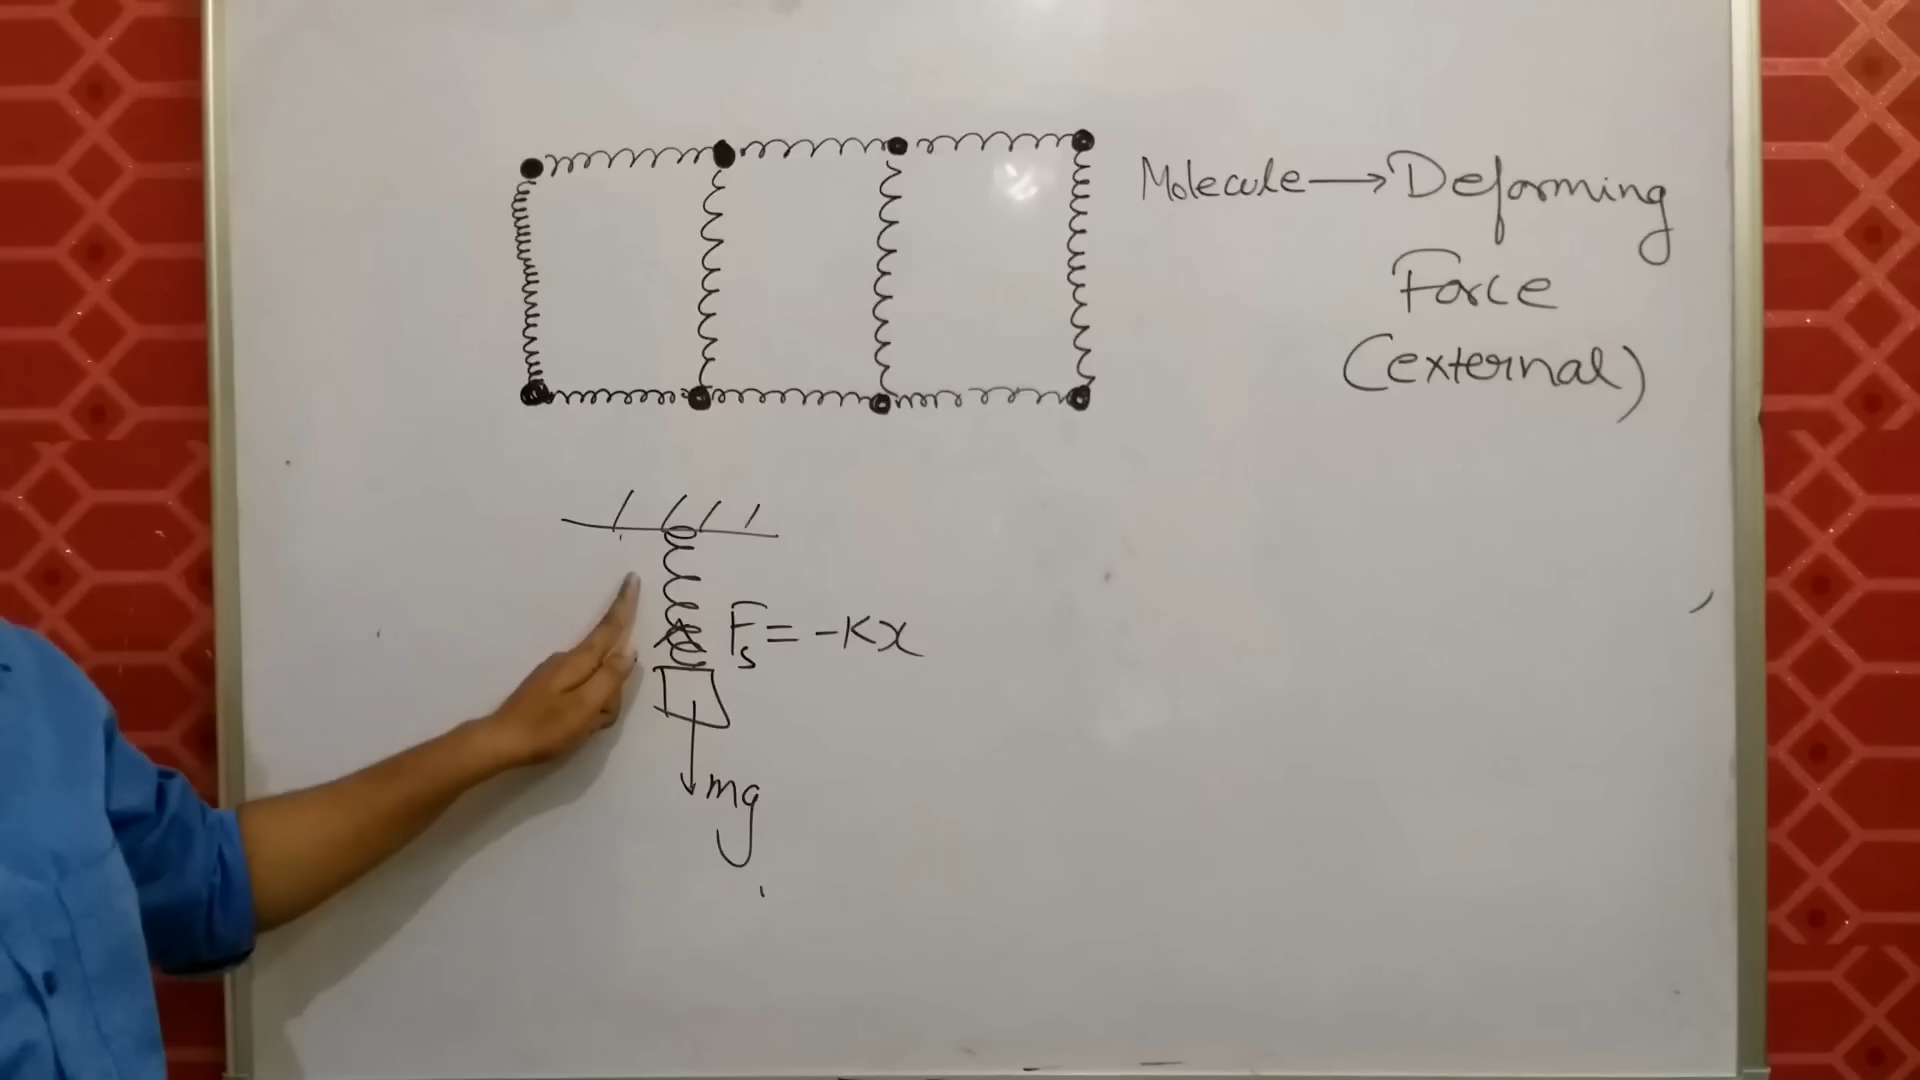 Molecule → Deforming
Force
(external)
Fs = -Kx
mg